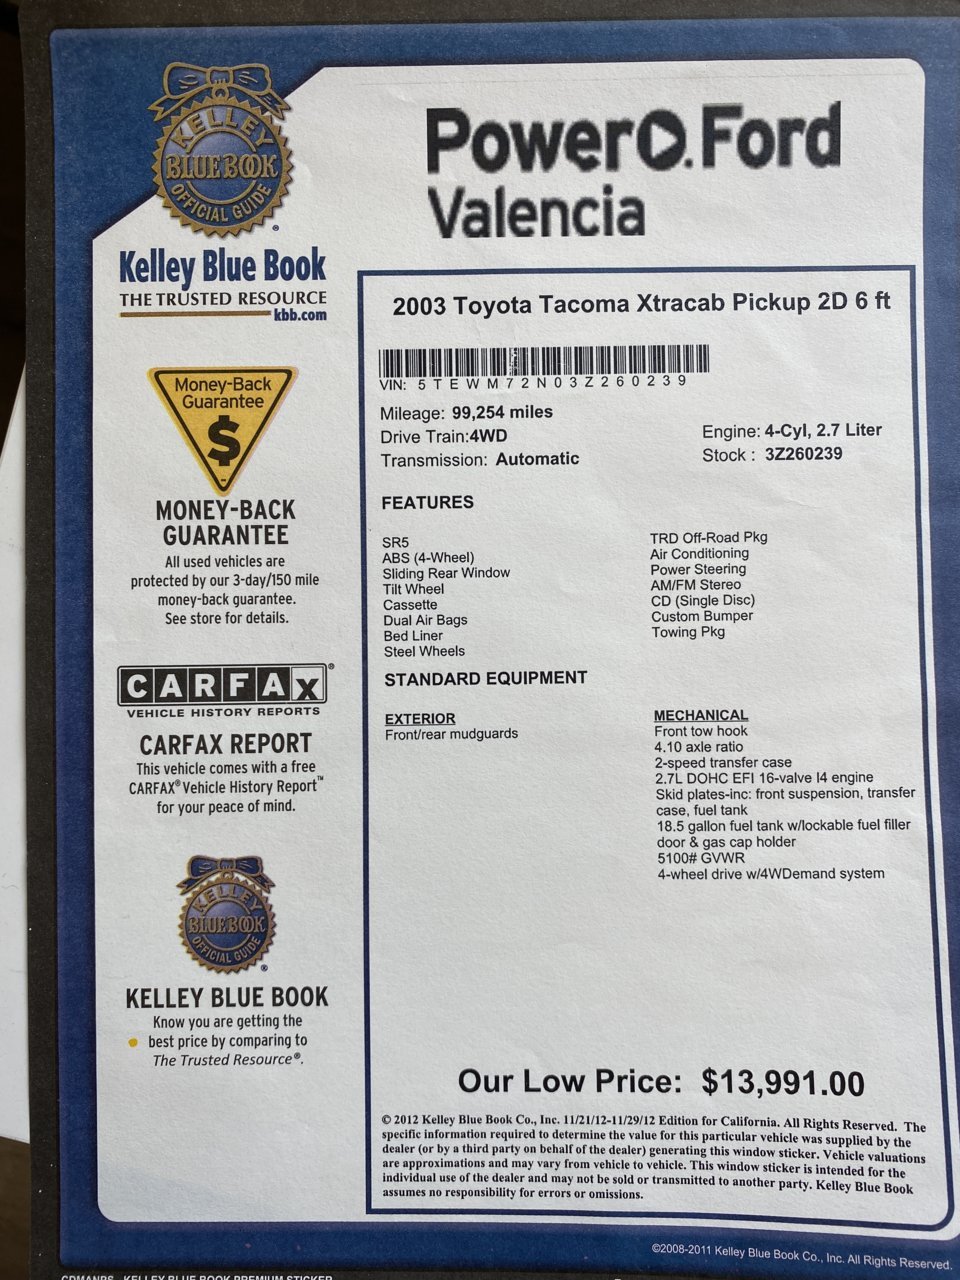 KELLEY
BLUE BOOK
OFFICIAL GUIDE
®
Kelley Blue Book
THE TRUSTED RESOURCE
kbb.com
PowerO.Ford
Valencia
Money-Back
Guarantee
$
MONEY-BACK
GUARANTEE
All used vehicles are
protected by our 3-day/150 mile
money-back guarantee.
See store for details.
CARFAX®
VEHICLE HISTORY REPORTS
CARFAX REPORT
This vehicle comes with a free
CARFAX® Vehicle History Report™
for your peace of mind.
KELLEY
BLUE BOOK
OFFICIAL GUIDE
®
KELLEY BLUE BOOK
Know you are getting the
best price by comparing to
The Trusted Resource®.
2003 Toyota Tacoma Xtracab Pickup 2D 6 ft
VIN: 5TEWM72N03Z260239
Mileage: 99,254 miles
Drive Train:4WD
Transmission: Automatic
Engine: 4-Cyl, 2.7 Liter
Stock : 3Z260239
FEATURES
SR5
ABS (4-Wheel)
Sliding Rear Window
Tilt Wheel
Cassette
Dual Air Bags
Bed Liner
Steel Wheels
TRD Off-Road Pkg
Air Conditioning
Power Steering
AM/FM Stereo
CD (Single Disc)
Custom Bumper
Towing Pkg
STANDARD EQUIPMENT
EXTERIOR
Front/rear mudguards
MECHANICAL
Front tow hook
4.10 axle ratio
2-speed transfer case
2.7L DOHC EFI 16-valve I4 engine
Skid plates-inc: front suspension, transfer
case, fuel tank
18.5 gallon fuel tank w/lockable fuel filler
door & gas cap holder
5100# GVWR
4-wheel drive w/4WDemand system
Our Low Price: $13,991.00
© 2012 Kelley Blue Book Co., Inc. 11/21/12-11/29/12 Edition for California. All Rights Reserved. The
specific information required to determine the value for this particular vehicle was supplied by the
dealer (or by a third party on behalf of the dealer) generating this window sticker. Vehicle valuations
are approximations and may vary from vehicle to vehicle. This window sticker is intended for the
individual use of the dealer and may not be sold or transmitted to another party. Kelley Blue Book
assumes no responsibility for errors or omissions.
©2008-2011 Kelley Blue Book Co., Inc. All Rights Reserved.
KELLEY BLUE BOOK PREMIUM STICKER